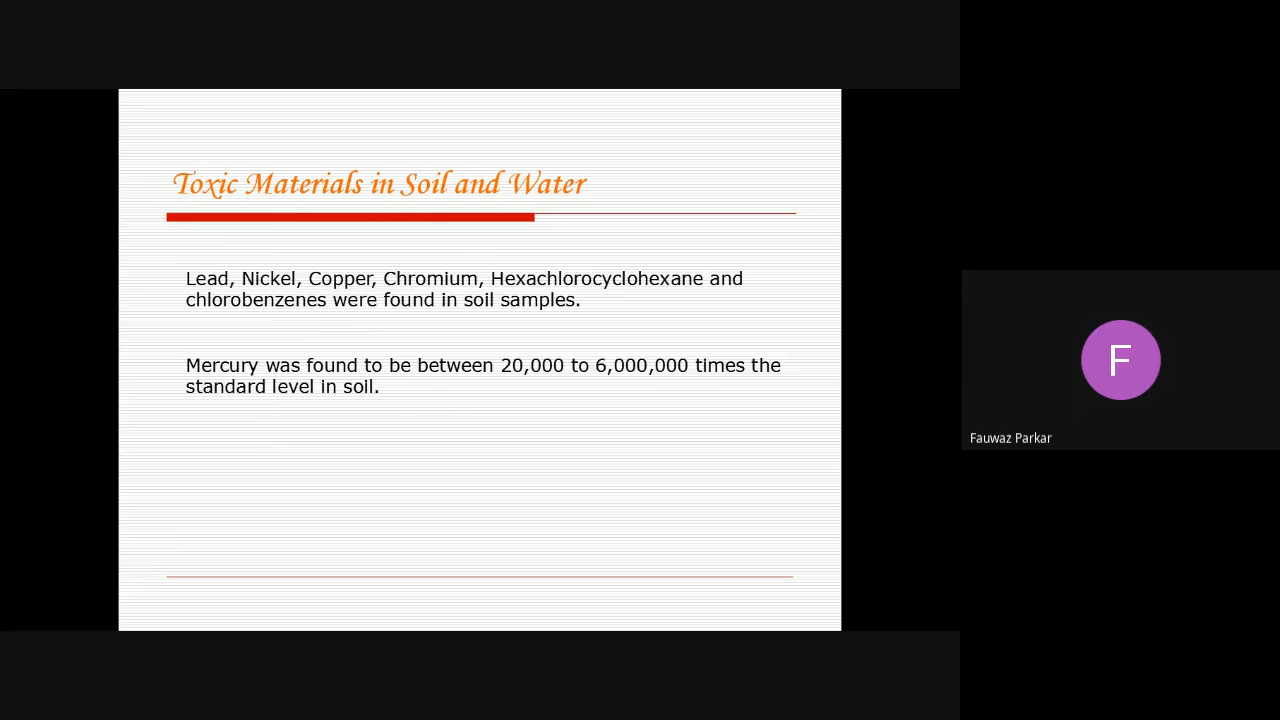 Toxic Materials in Soil and Water
Lead, Nickel, Copper, Chromium, Hexachlorocyclohexane and
chlorobenzenes were found in soil samples.
Mercury was found to be between 20,000 to 6,000,000 times the
standard level in soil.
F
Fauwaz Parkar